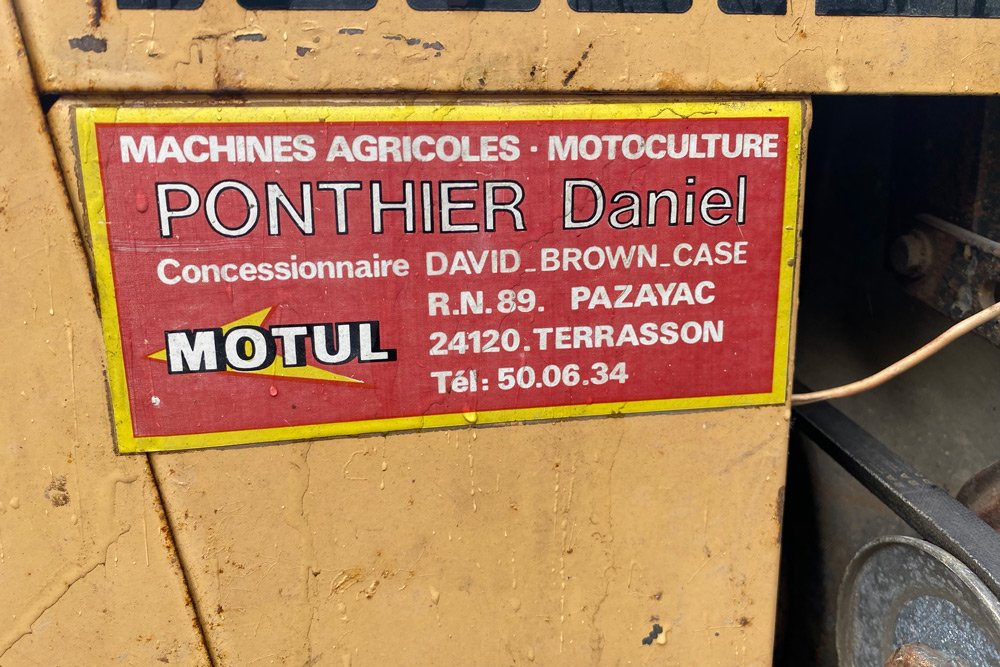 MACHINES AGRICOLES · MOTOCULTURE
PONTHIER Daniel
Concessionnaire DAVID_BROWN_CASE
R.N. 89. PAZAYAC
MOTUL
24120.TERRASSON
Tél: 50.06.34